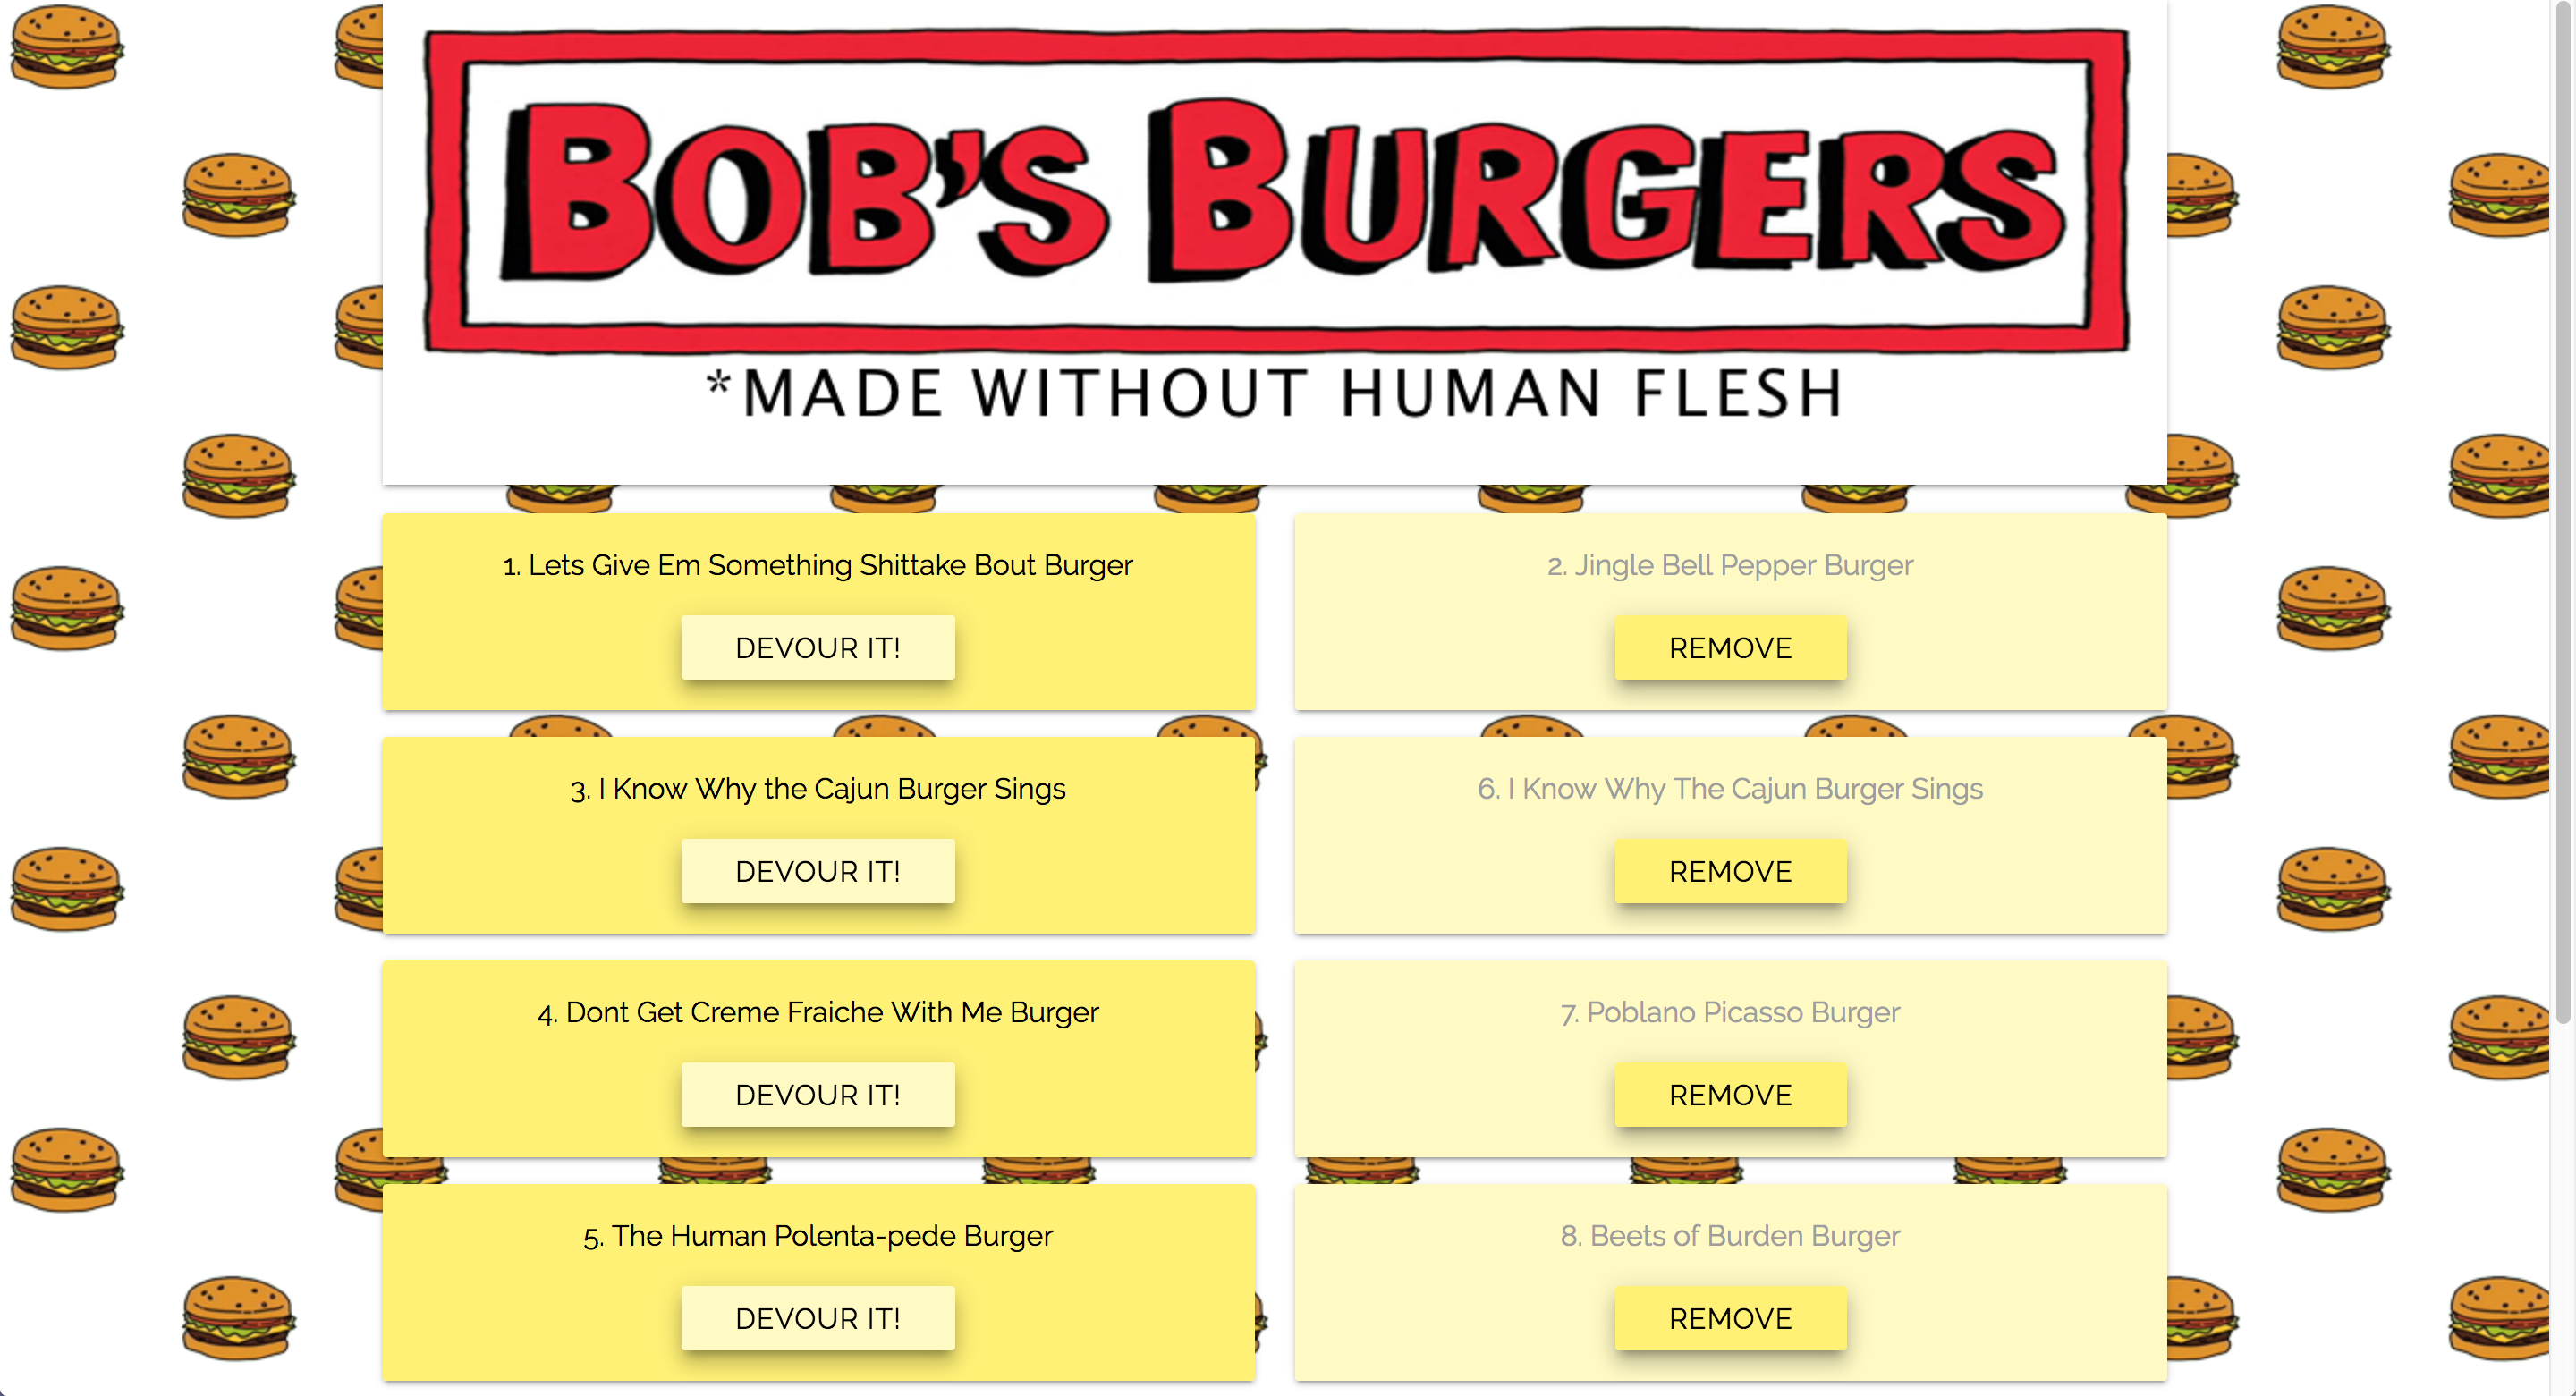 BOB'S BURGERS
*MADE WITHOUT HUMAN FLESH
1. Lets Give Em Something Shittake Bout Burger
DEVOUR IT!
2. Jingle Bell Pepper Burger
REMOVE
3. I Know Why the Cajun Burger Sings
DEVOUR IT!
6. I Know Why The Cajun Burger Sings
REMOVE
4. Dont Get Creme Fraiche With Me Burger
DEVOUR IT!
7. Poblano Picasso Burger
REMOVE
5. The Human Polenta-pede Burger
DEVOUR IT!
8. Beets of Burden Burger
REMOVE